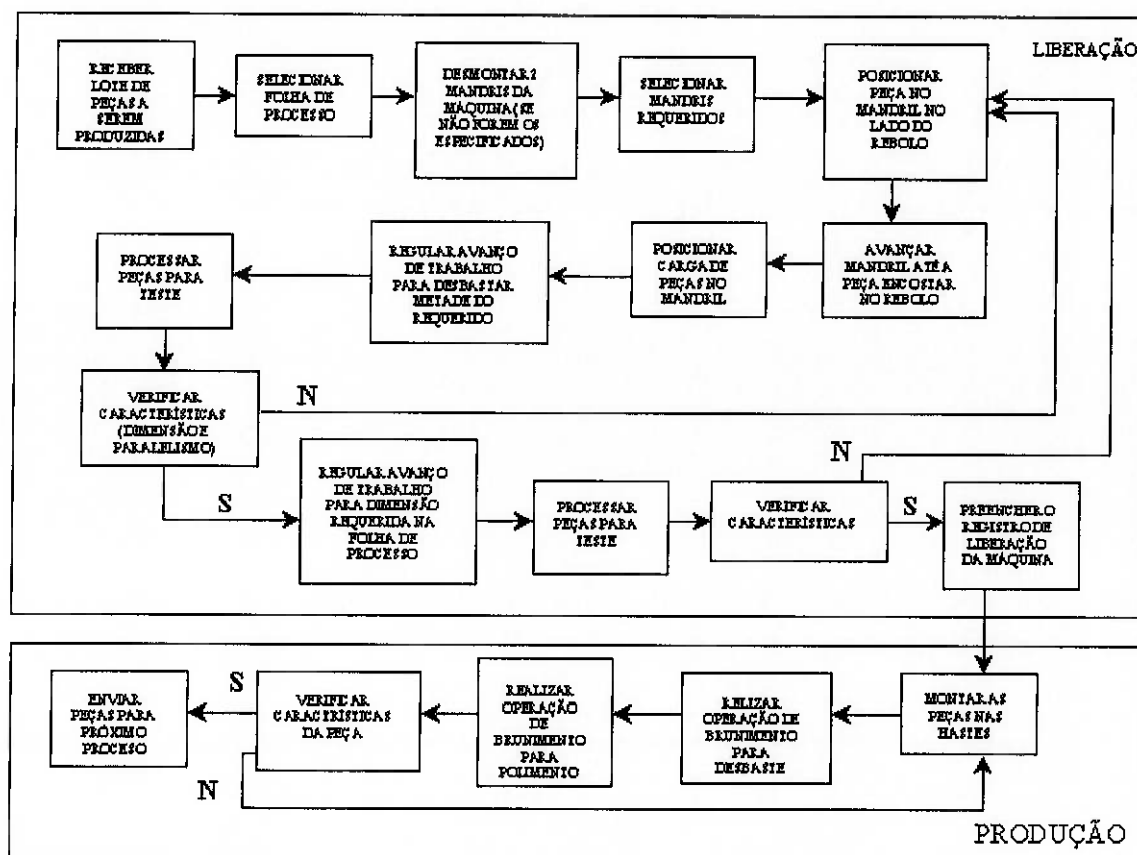 LIBERAÇÃO
RECEBER
LOTE DE
PEÇAS A
SEREM
PRODUZIDAS
SELECIONAR
FOLHA DE
PROCESSO
DESMONTAR 2
MANDRIS DA
MÁQUINA (SE
NÃO FOREM OS
ESPECIFICADOS)
SELECIONAR
MANDRIS
REQUERIDOS
POSICIONAR
PEÇA NO
MANDRIL NO
LADO DO
REBOLO
PROCESSAR
PEÇAS PARA
TESTE
REGULAR AVANÇO
DE TRABALHO
PARA DESBASTAR
METADE DO
REQUERIDO
POSICIONAR
CARGA DE
PEÇAS NO
MANDRIL
AVANÇAR
MANDRIL ATÉ A
PEÇA ENCOSTAR
NO REBOLO
VERIFICAR
CARACTERÍSTICAS
(DIMENSÃO E
PARALELISMO)
N
S
REGULAR AVANÇO
DE TRABALHO
PARA DIMENSÃO
REQUERIDA NA
FOLHA DE
PROCESSO
PROCESSAR
PEÇAS PARA
TESTE
VERIFICAR
CARACTERÍSTICAS
N
S
PREENCHER O
REGISTRO DE
LIBERAÇÃO
DA MÁQUINA
ENVIAR
PEÇAS PARA
PRÓXIMO
PROCESSO
S
VERIFICAR
CARACTERÍSTICAS
DA PEÇA
N
REALIZAR
OPERAÇÃO
DE
BRUNIMENTO
PARA
POLIMENTO
RELIZAR
OPERAÇÃO DE
BRUNIMENTO
PARA
DESBASTE
MONTAR AS
PEÇAS NAS
HASTES
PRODUÇÃO